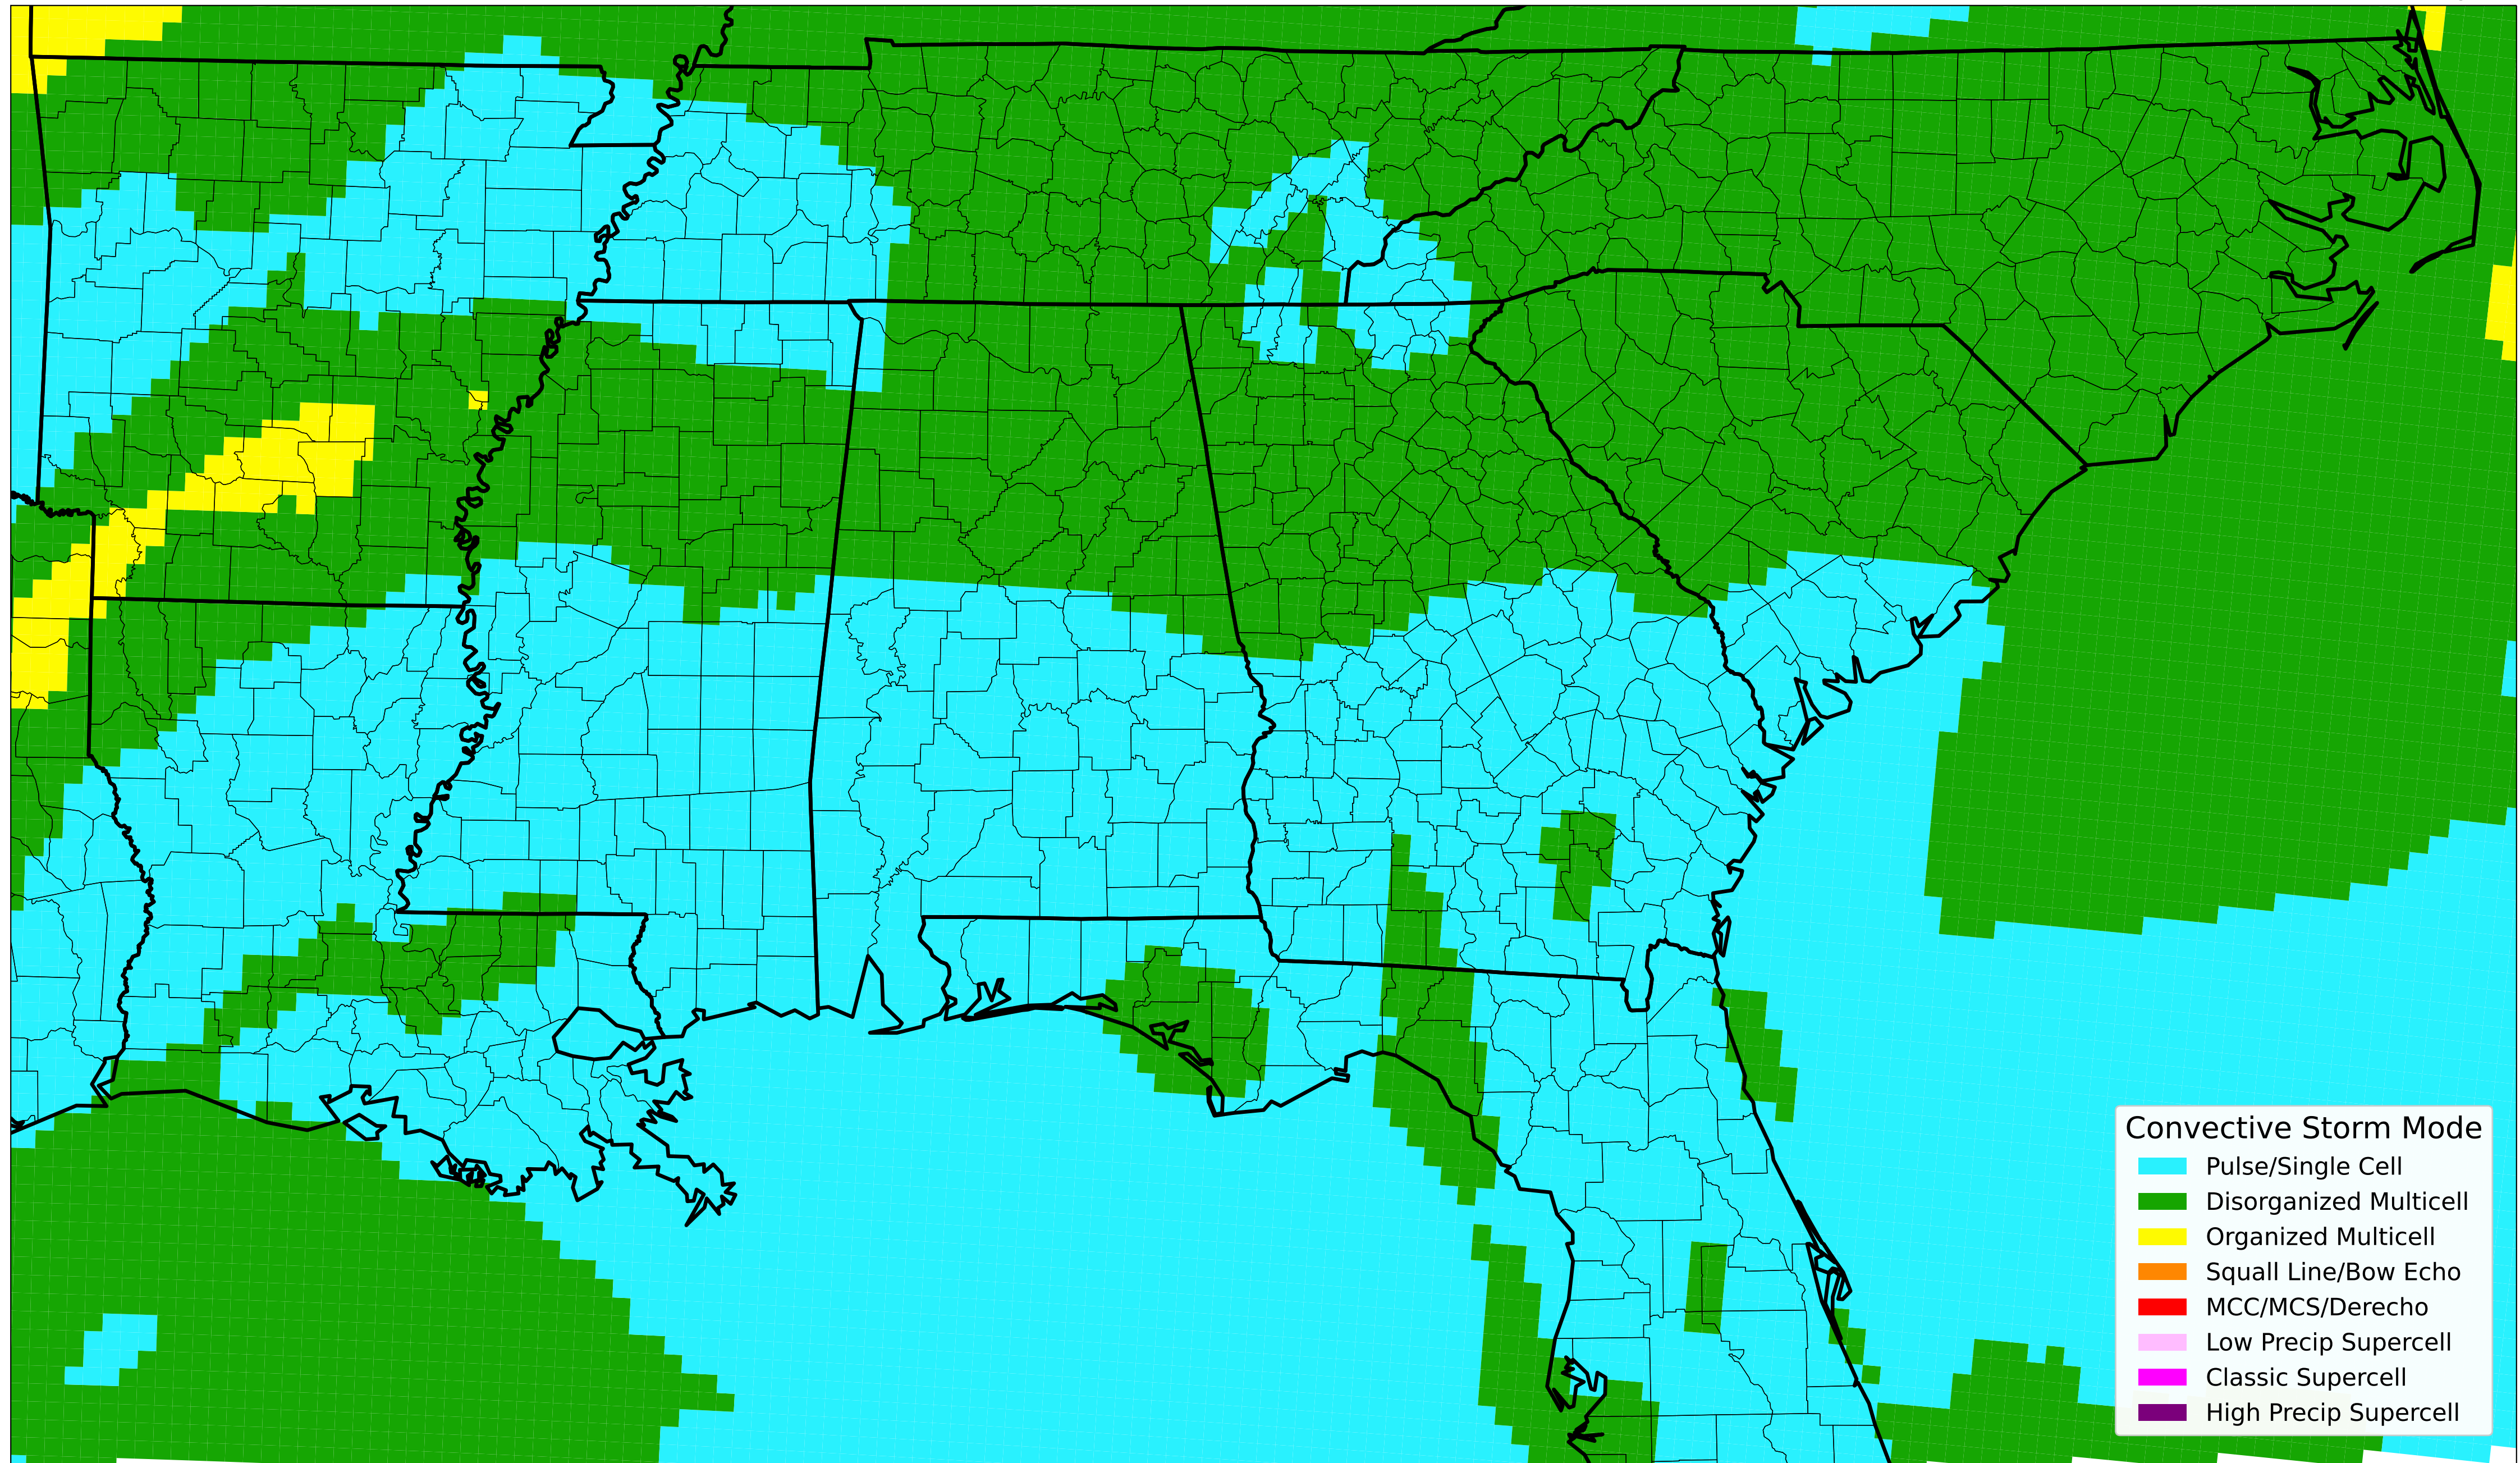 Convective Storm Mode
Pulse/Single Cell
Disorganized Multicell
Organized Multicell
Squall Line/Bow Echo
MCC/MCS/Derecho
Low Precip Supercell
Classic Supercell
High Precip Supercell